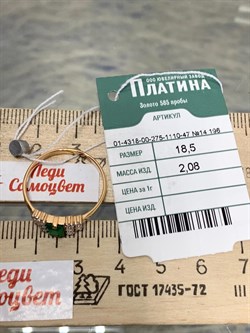 ООО ЮВЕЛИРНЫЙ ЗАВОД
ПЛАТИНА
Золото 585 пробы
АРТИКУЛ
01-4318-00-275-1110-47 №14 196
РАЗМЕР 18,5
МАССА ИЗД. 2,08
ЦЕНА за 1г
ЦЕНА ИЗД.
Леди
Самоцвет
Леди
Самоцвет
ГОСТ 17435-72